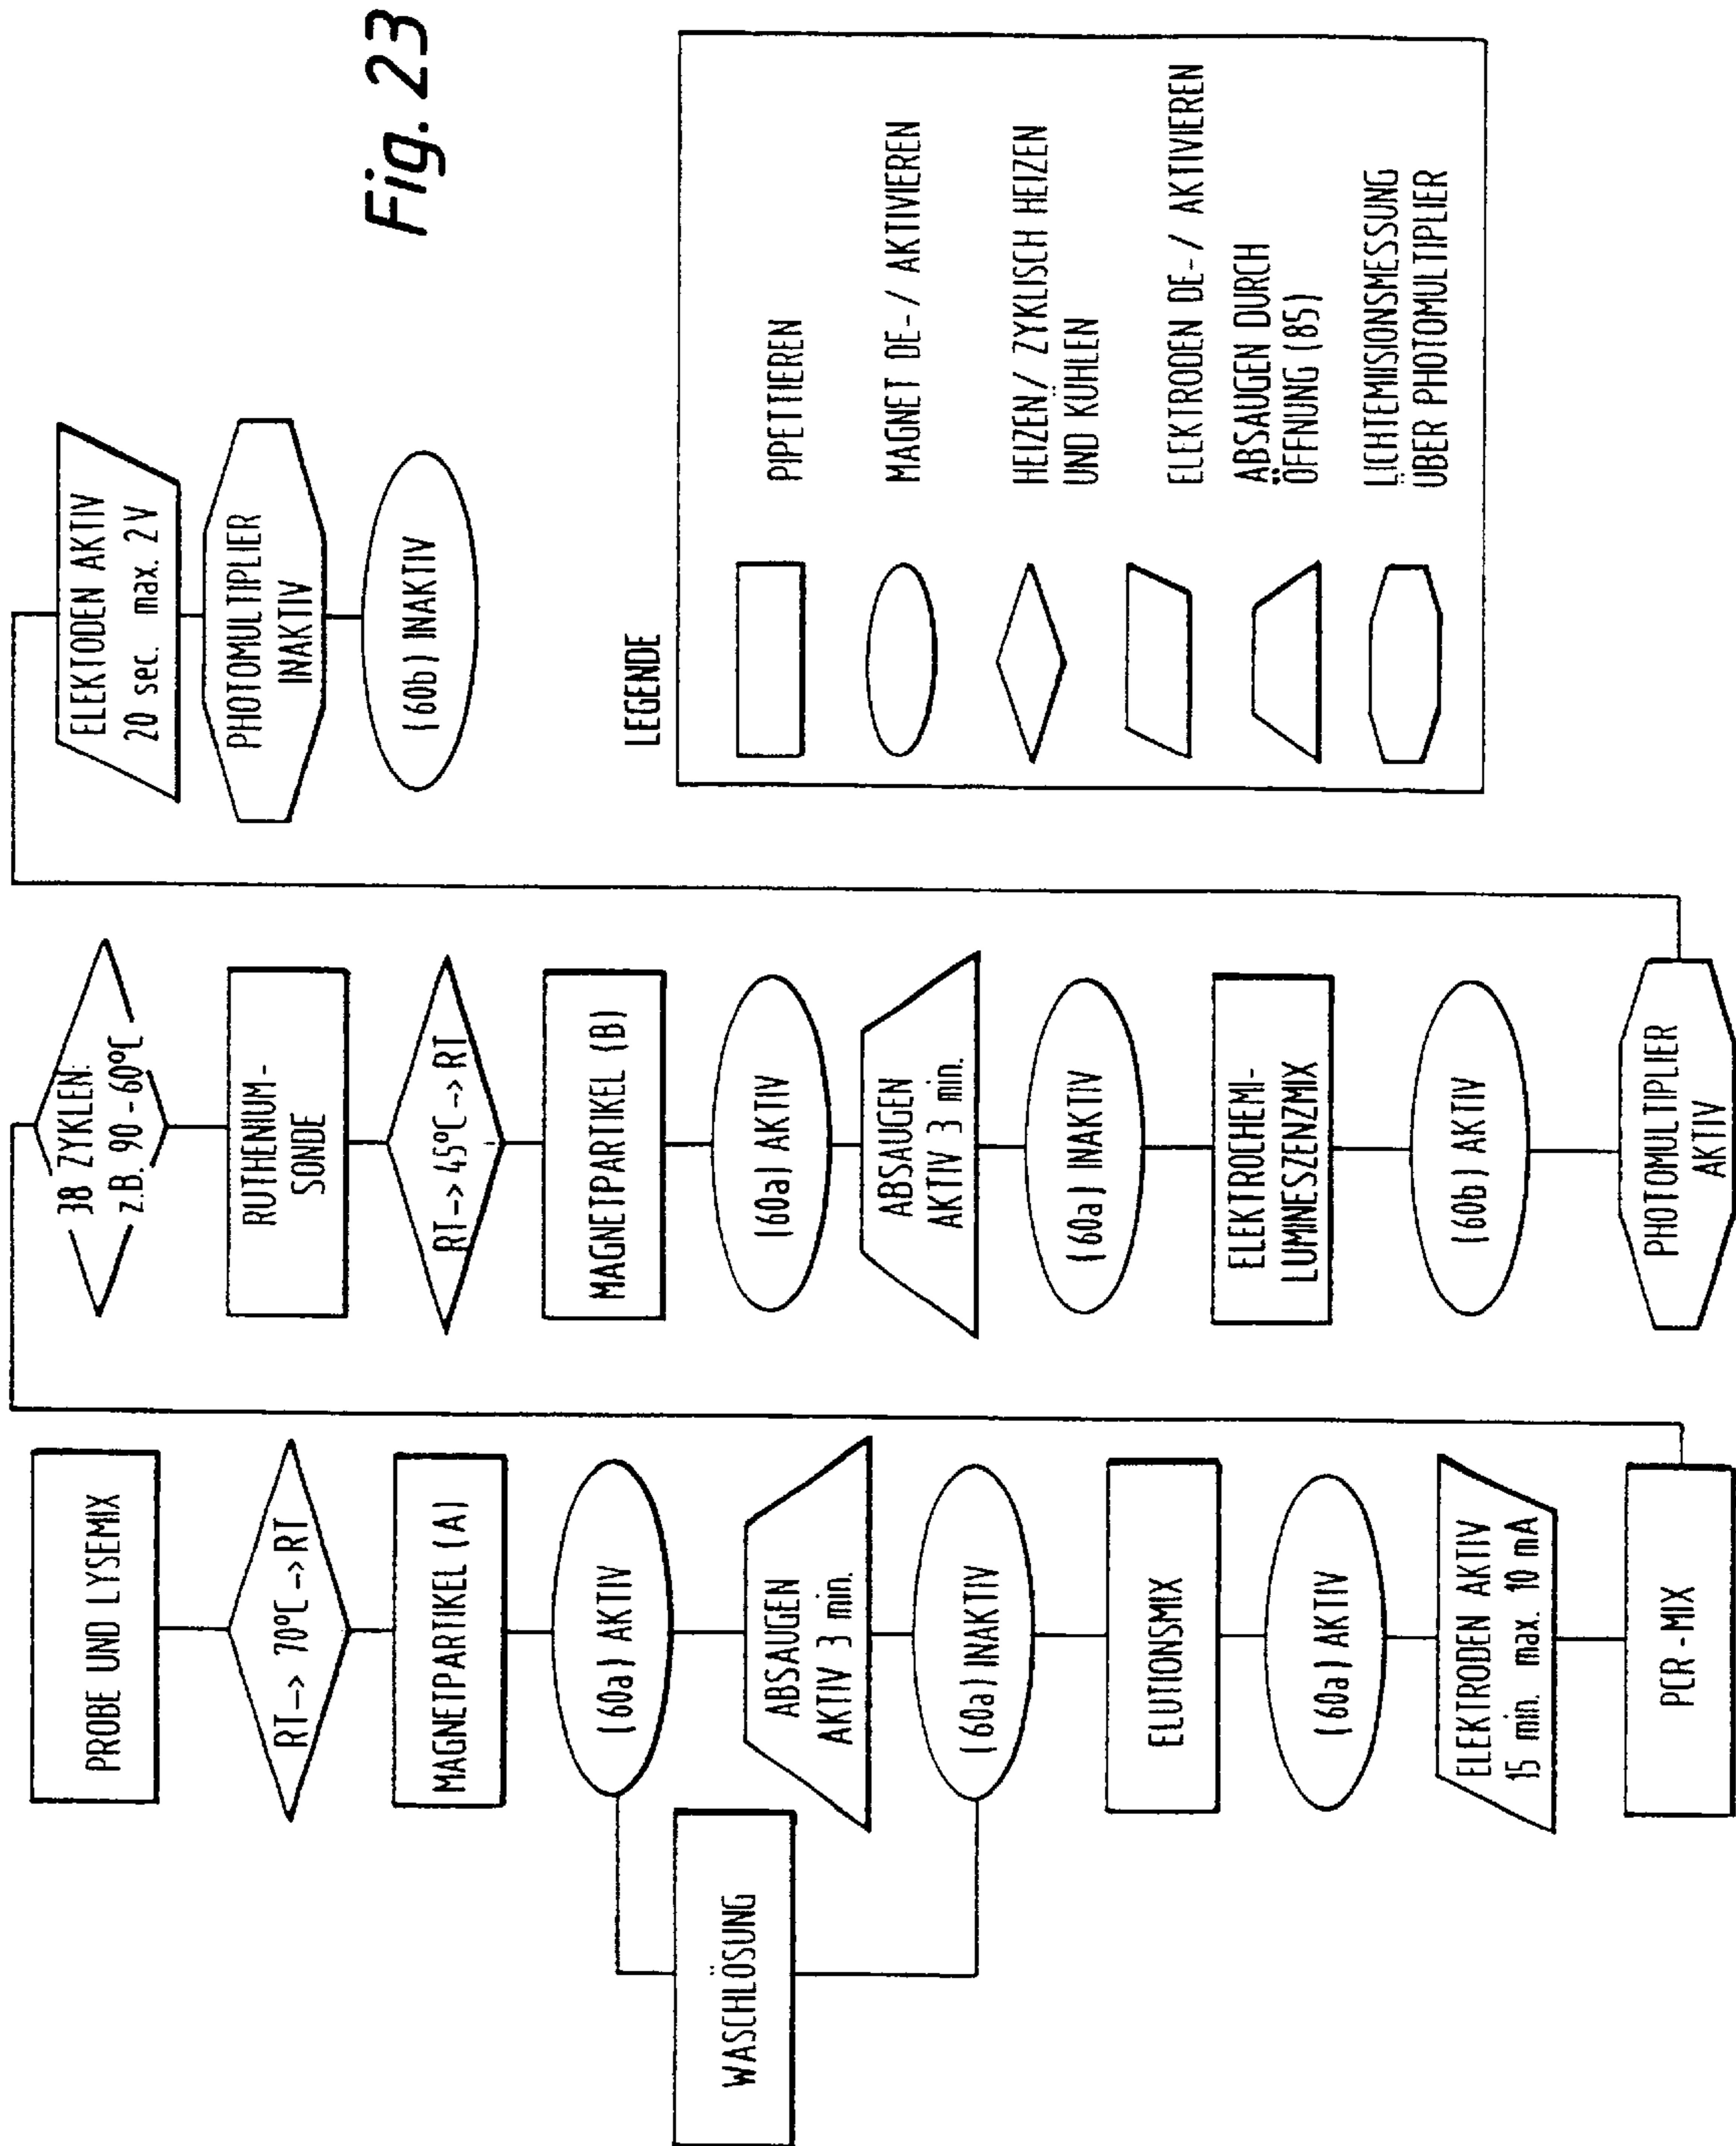 PROBE UND LYSEMIX
RT-> 70°C->RT
MAGNETPARTIKEL (A)
(60a) AKTIV
ABSAUGEN
AKTIV 3 min.
(60a) INAKTIV
WASCHLÖSUNG
ELUTIONSMIX
(60a) AKTIV
ELEKTRODEN AKTIV
15 min. max. 10 mA
PCR-MIX
38 ZYKLEN:
z.B. 90-60°C
RUTHENIUM-
SONDE
RT-> 45°C->RT
MAGNETPARTIKEL (B)
(60a) AKTIV
ABSAUGEN
AKTIV 3 min.
(60a) INAKTIV
ELEKTROCHEMI-
LUMINESZENZMIX
(60b) AKTIV
PHOTOMULTIPLIER
AKTIV
ELEKTODEN AKTIV
20 sec. max. 2V
PHOTOMULTIPLIER
INAKTIV
(60b) INAKTIV
Fig. 23
LEGENDE
PIPETTIEREN
MAGNET DE-/ AKTIVIEREN
HEIZEN/ ZYKLISCH HEIZEN
UND KÜHLEN
ELEKTRODEN DE-/ AKTIVIEREN
ABSAUGEN DURCH
ÖFFNUNG (85)
LICHTEMIISIONSMESSUNG
ÜBER PHOTOMULTIPLIER